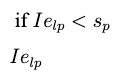 if Ie_{lp} < s_p
Ie_{lp}